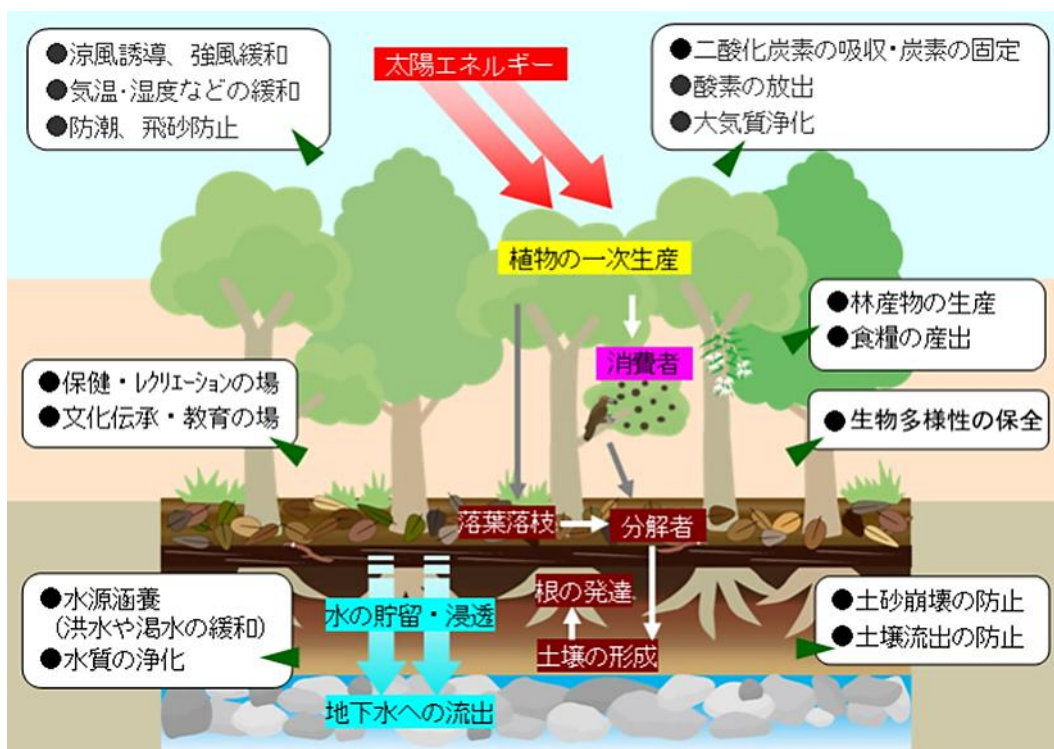 ●涼風誘導、強風緩和
●気温・湿度などの緩和
●防潮、飛砂防止
太陽エネルギー
●二酸化炭素の吸収・炭素の固定
●酸素の放出
●大気質浄化
植物の一次生産
●林産物の生産
●食糧の産出
消費者
●保健・レクリエーションの場
●文化伝承・教育の場
●生物多様性の保全
落葉落枝
分解者
●水源涵養
(洪水や渇水の緩和)
●水質の浄化
水の貯留・浸透
根の発達
土壌の形成
●土砂崩壊の防止
●土壌流出の防止
地下水への流出